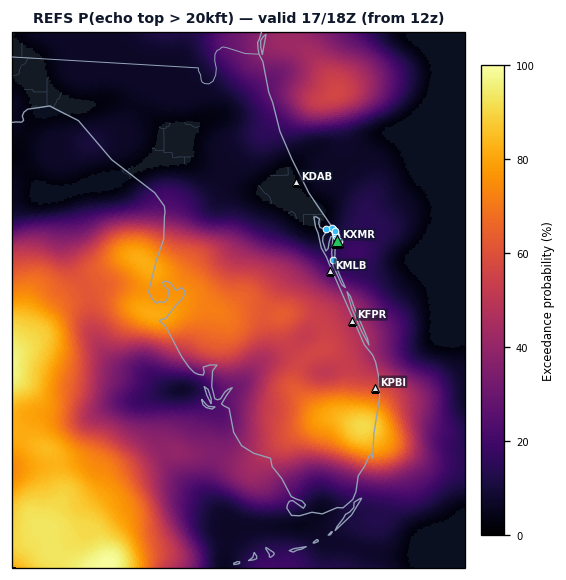 REFS P(echo top > 20kft) — valid 17/18Z (from 12z)
KDAB
KXMR
KMLB
KFPR
KPBI
100
80
60
40
20
0
Exceedance probability (%)